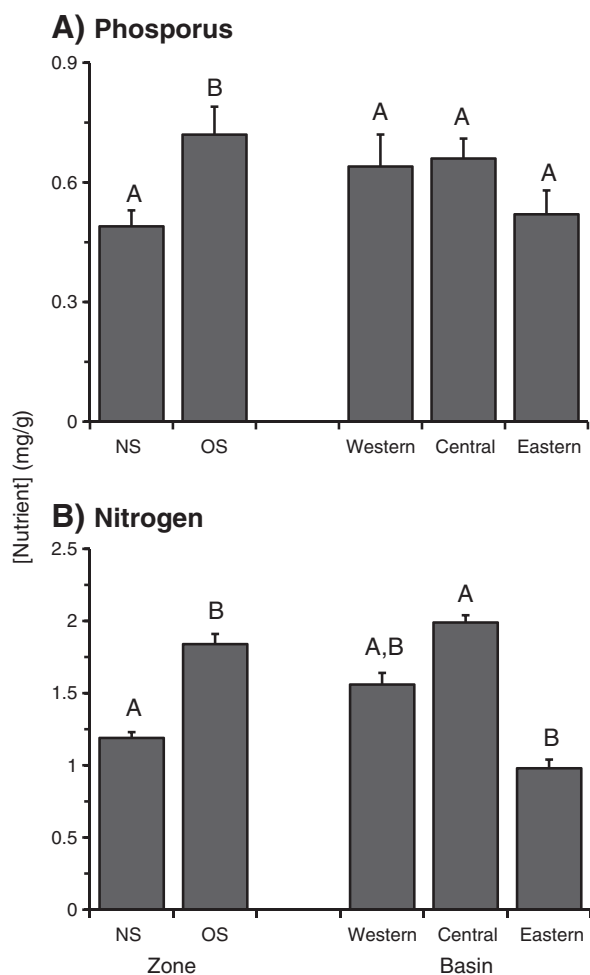 A) Phosporus
0.9
0.6
0.3
0
A
B
A
A
A
NS
OS
Western
Central
Eastern
[Nutrient] (mg/g)
B) Nitrogen
2.5
2
1.5
1
0.5
0
A
B
A,B
A
B
NS
OS
Western
Central
Eastern
Zone
Basin